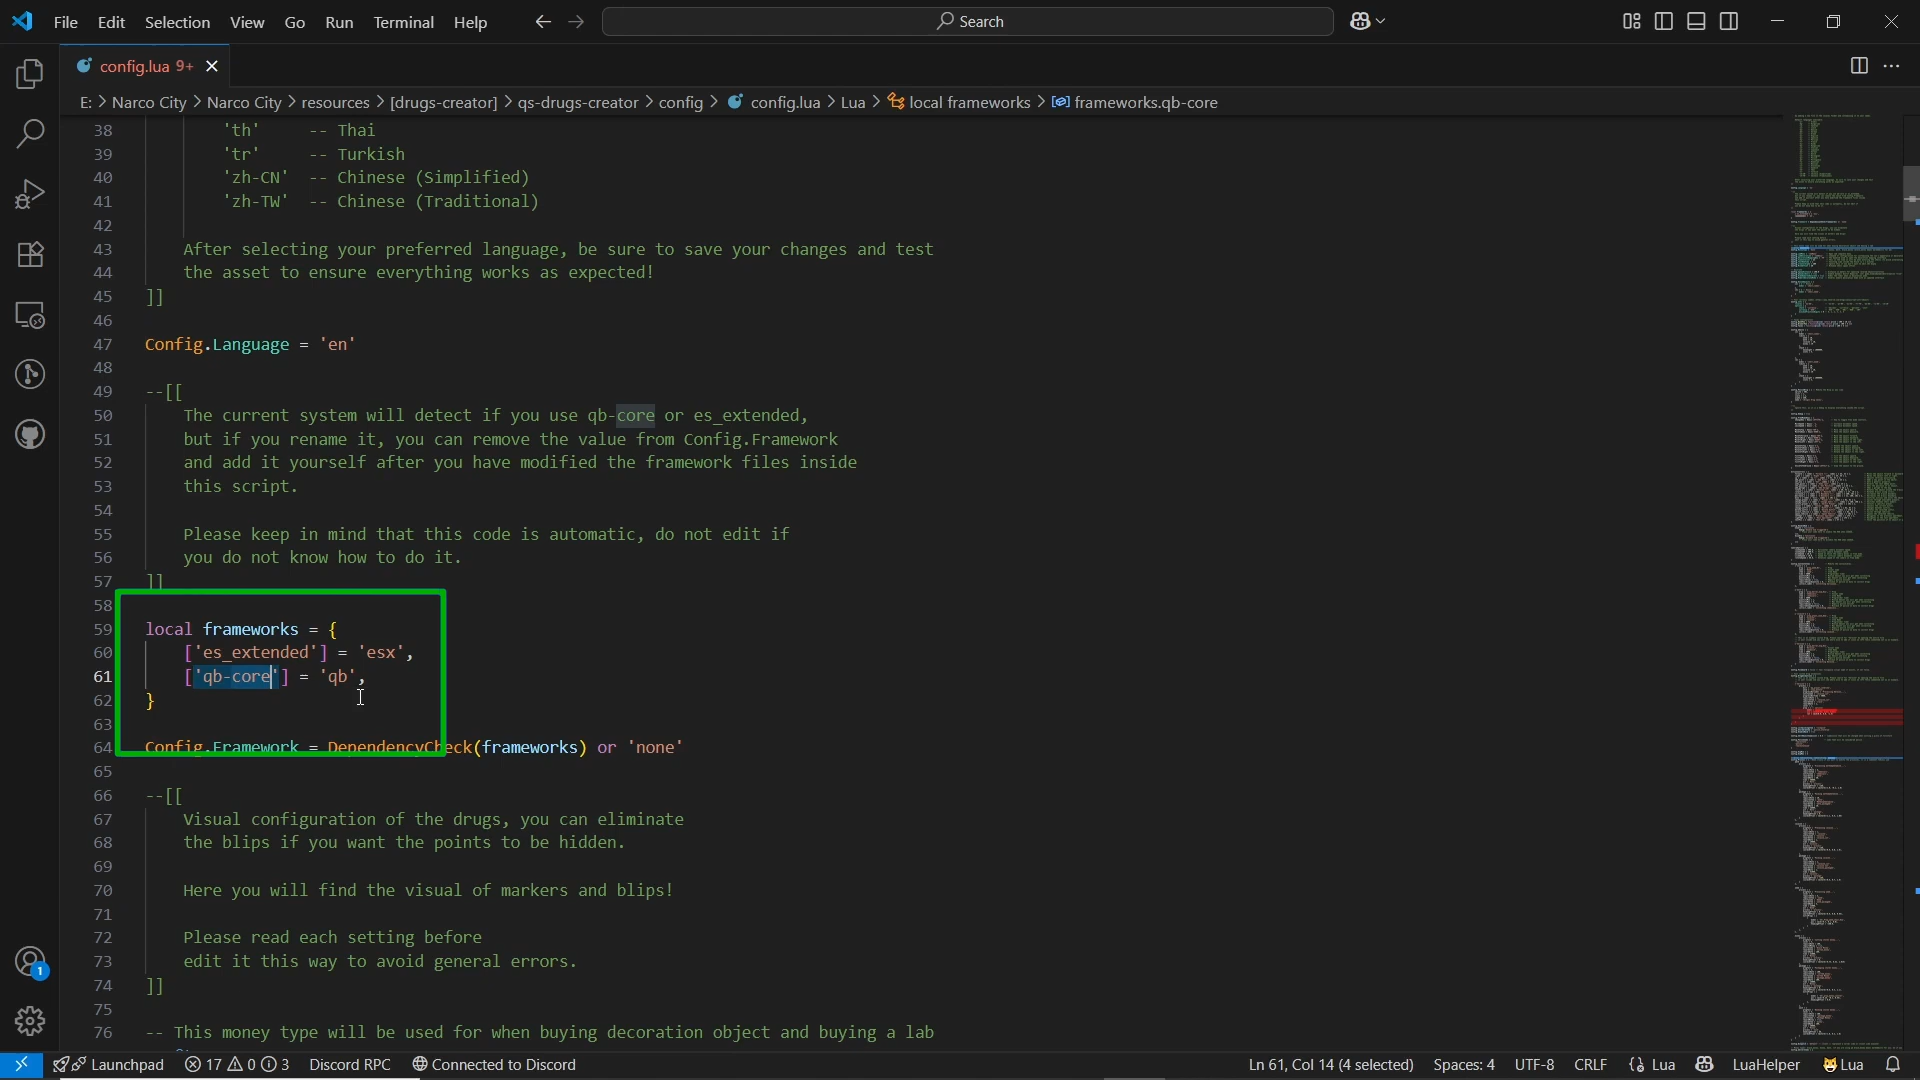 File Edit Selection View Go Run Terminal Help
Search
config.lua 9+
E: > Narco City > Narco City > resources > [drugs-creator] > qs-drugs-creator > config > config.lua > Lua > local frameworks > frameworks.qb-core
38 'th' -- Thai
39 'tr' -- Turkish
40 'zh-CN' -- Chinese (Simplified)
41 'zh-TW' -- Chinese (Traditional)
42
43 After selecting your preferred language, be sure to save your changes and test
44 the asset to ensure everything works as expected!
45 ]]
46
47 Config.Language = 'en'
48
49 --[[
50 The current system will detect if you use qb-core or es_extended,
51 but if you rename it, you can remove the value from Config.Framework
52 and add it yourself after you have modified the framework files inside
53 this script.
54
55 Please keep in mind that this code is automatic, do not edit if
56 you do not know how to do it.
57 ]]
58
59 local frameworks = {
60 ['es_extended'] = 'esx',
61 ['qb-core'] = 'qb',
62 }
63
64 Config.Framework = DependencyCheck(frameworks) or 'none'
65
66 --[[
67 Visual configuration of the drugs, you can eliminate
68 the blips if you want the points to be hidden.
69
70 Here you will find the visual of markers and blips!
71
72 Please read each setting before
73 edit it this way to avoid general errors.
74 ]]
75
76 -- This money type will be used for when buying decoration object and buying a lab
1
Launchpad 17 0 3 Discord RPC Connected to Discord Ln 61, Col 14 (4 selected) Spaces: 4 UTF-8 CRLF {} Lua LuaHelper Lua